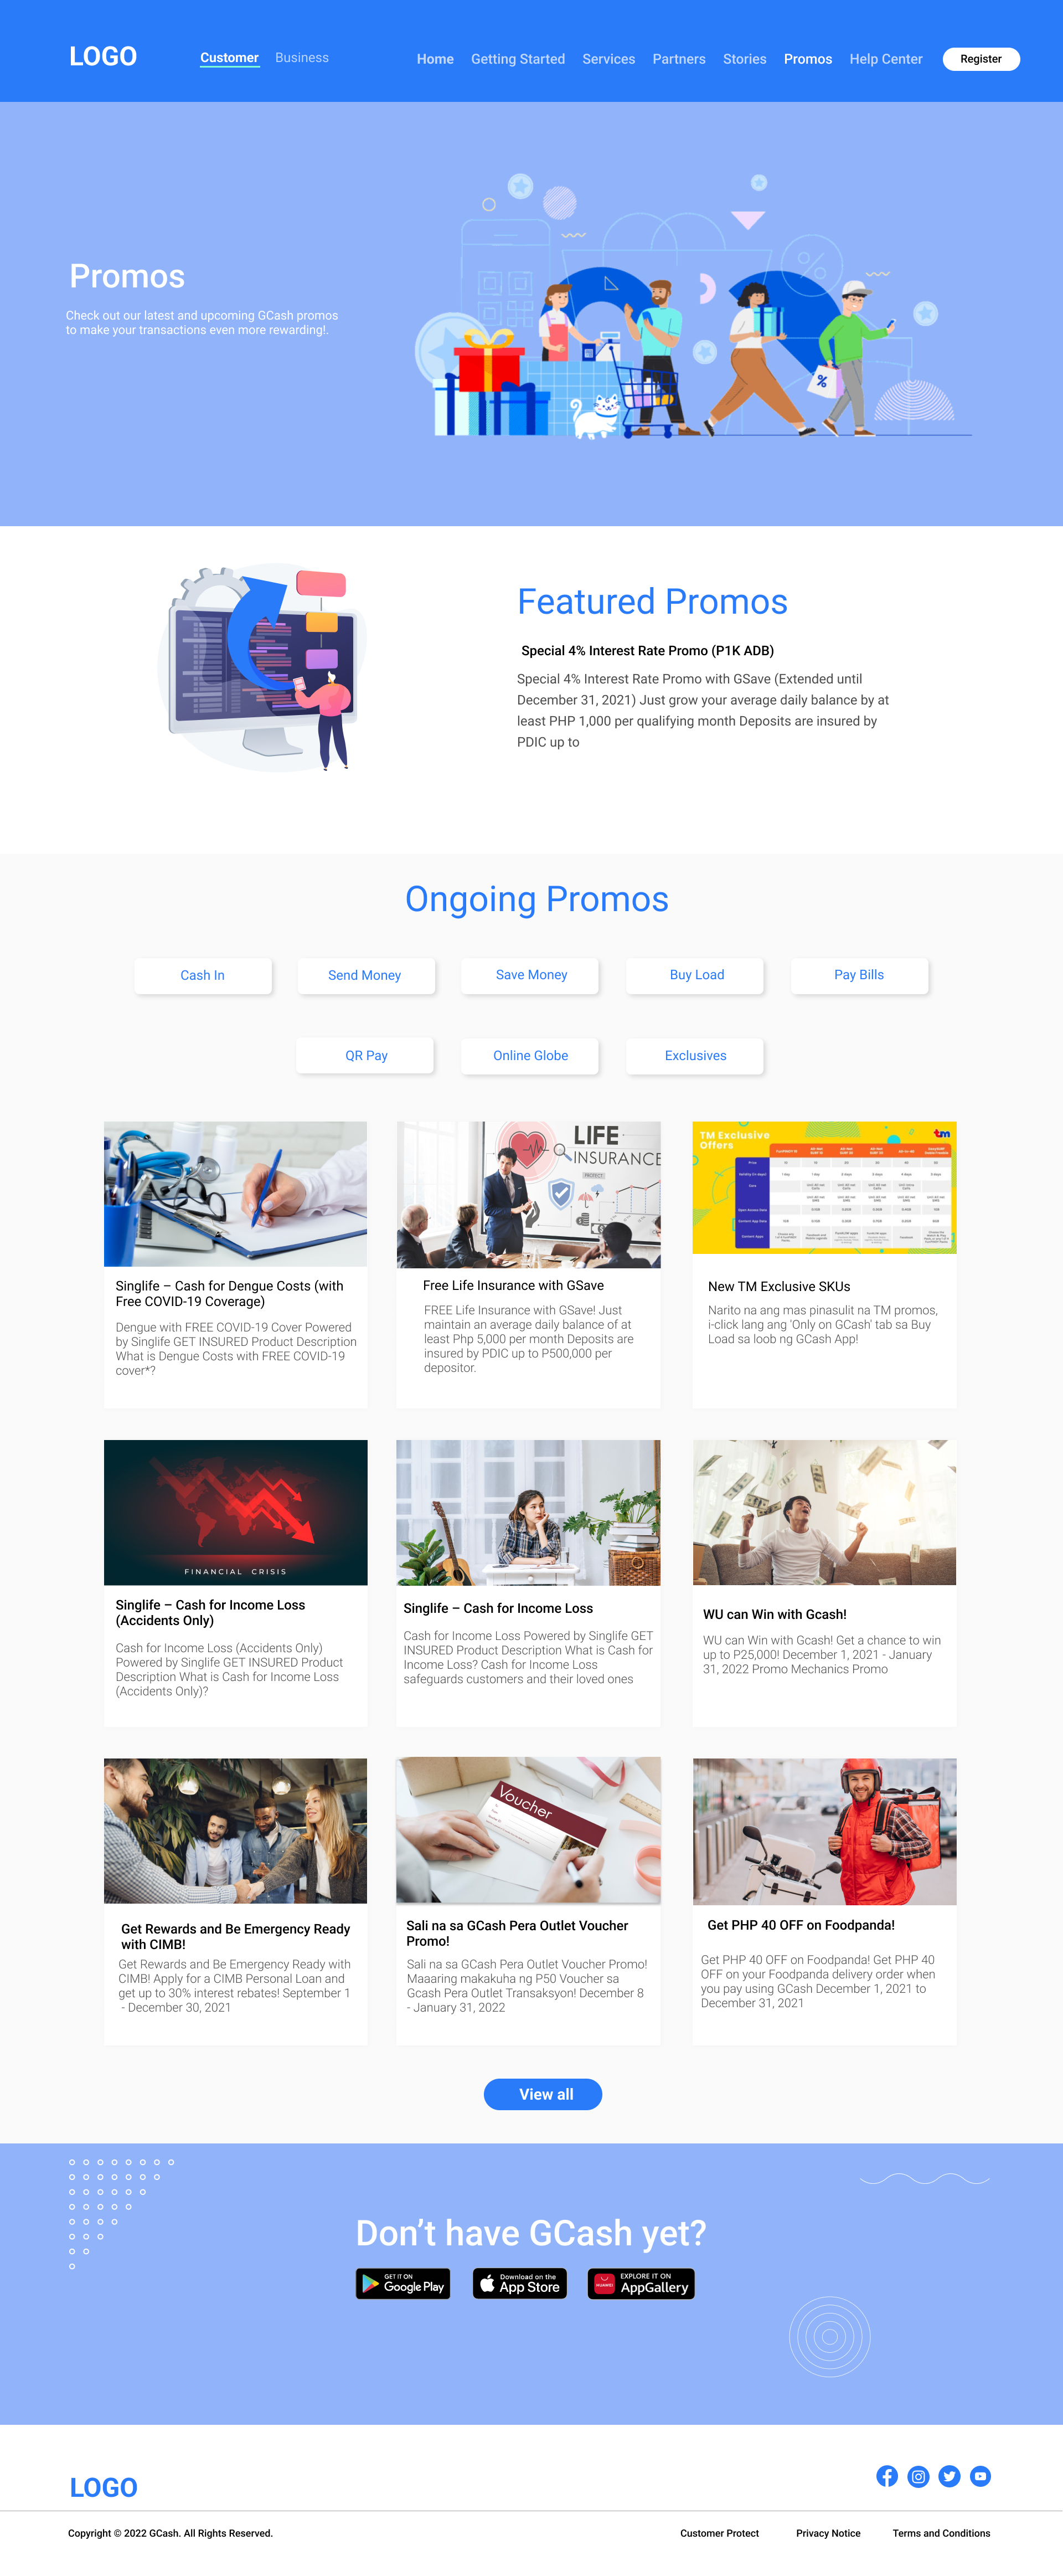 LOGO
Customer Business
Home Getting Started Services Partners Stories Promos Help Center Register
Promos
Check out our latest and upcoming GCash promos
to make your transactions even more rewarding!.
Featured Promos
Special 4% Interest Rate Promo (P1K ADB)
Special 4% Interest Rate Promo with GSave (Extended until
December 31, 2021) Just grow your average daily balance by at
least PHP 1,000 per qualifying month Deposits are insured by
PDIC up to
Ongoing Promos
Cash In
Send Money
Save Money
Buy Load
Pay Bills
QR Pay
Online Globe
Exclusives
Singlife – Cash for Dengue Costs (with
Free COVID-19 Coverage)
Dengue with FREE COVID-19 Cover Powered
by Singlife GET INSURED Product Description
What is Dengue Costs with FREE COVID-19
cover*?
LIFE
INSURANCE
Free Life Insurance with GSave
FREE Life Insurance with GSave! Just
maintain an average daily balance of at
least Php 5,000 per month Deposits are
insured by PDIC up to P500,000 per
depositor.
TM Exclusive
Offers
tm
New TM Exclusive SKUs
Narito na ang mas pinasulit na TM promos,
i-click lang ang 'Only on GCash' tab sa Buy
Load sa loob ng GCash App!
FINANCIAL CRISIS
Singlife – Cash for Income Loss
(Accidents Only)
Cash for Income Loss (Accidents Only)
Powered by Singlife GET INSURED Product
Description What is Cash for Income Loss
(Accidents Only)?
Singlife – Cash for Income Loss
Cash for Income Loss Powered by Singlife GET
INSURED Product Description What is Cash for
Income Loss? Cash for Income Loss
safeguards customers and their loved ones
WU can Win with Gcash!
WU can Win with Gcash! Get a chance to win
up to P25,000! December 1, 2021 - January
31, 2022 Promo Mechanics Promo
Get Rewards and Be Emergency Ready
with CIMB!
Get Rewards and Be Emergency Ready with
CIMB! Apply for a CIMB Personal Loan and
get up to 30% interest rebates! September 1
- December 30, 2021
Voucher
Sali na sa GCash Pera Outlet Voucher
Promo!
Sali na sa GCash Pera Outlet Voucher Promo!
Maaaring makakuha ng P50 Voucher sa
Gcash Pera Outlet Transaksyon! December 8
- January 31, 2022
Get PHP 40 OFF on Foodpanda!
Get PHP 40 OFF on Foodpanda! Get PHP 40
OFF on your Foodpanda delivery order when
you pay using GCash December 1, 2021 to
December 31, 2021
View all
Don't have GCash yet?
GET IT ON
Google Play
Download on the
App Store
HUAWEI
EXPLORE IT ON
AppGallery
LOGO
Copyright © 2022 GCash. All Rights Reserved.
Customer Protect Privacy Notice Terms and Conditions